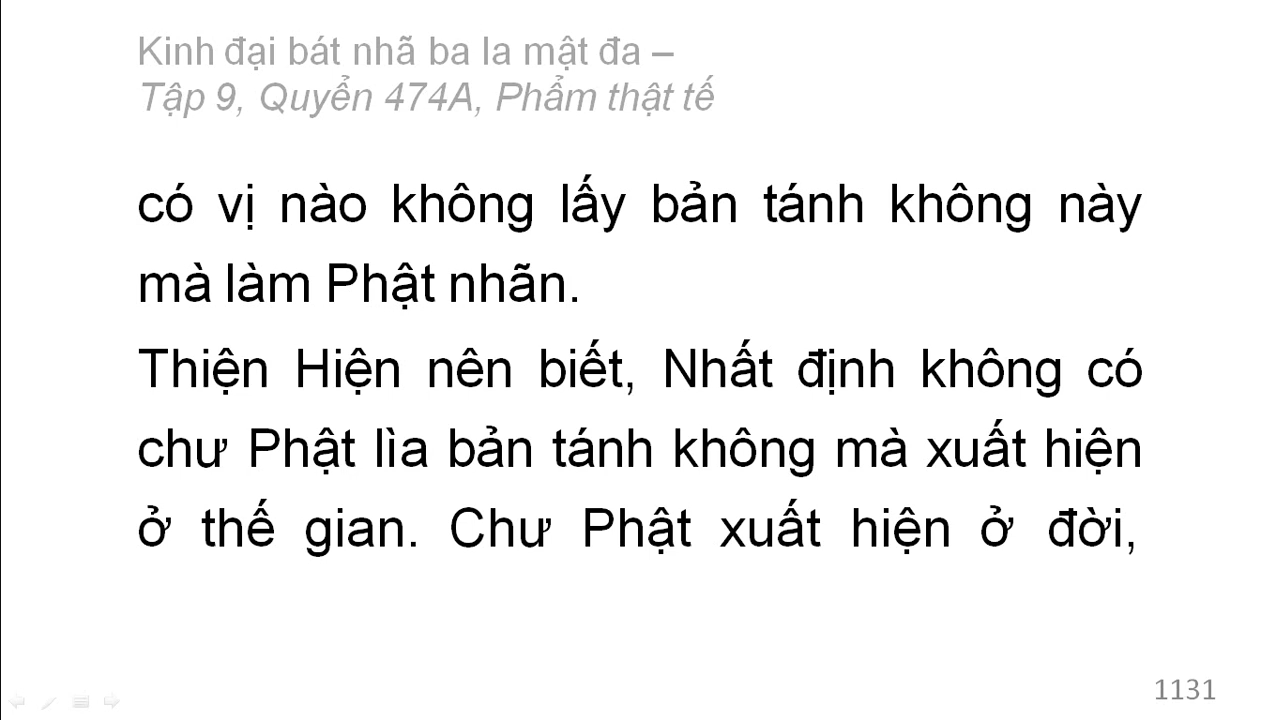 Kinh đại bát nhã ba la mật đa –
Tập 9, Quyển 474A, Phẩm thật tế
có vị nào không lấy bản tánh không này
mà làm Phật nhãn.
Thiện Hiện nên biết, Nhất định không có
chư Phật lìa bản tánh không mà xuất hiện
ở thế gian. Chư Phật xuất hiện ở đời,
1131